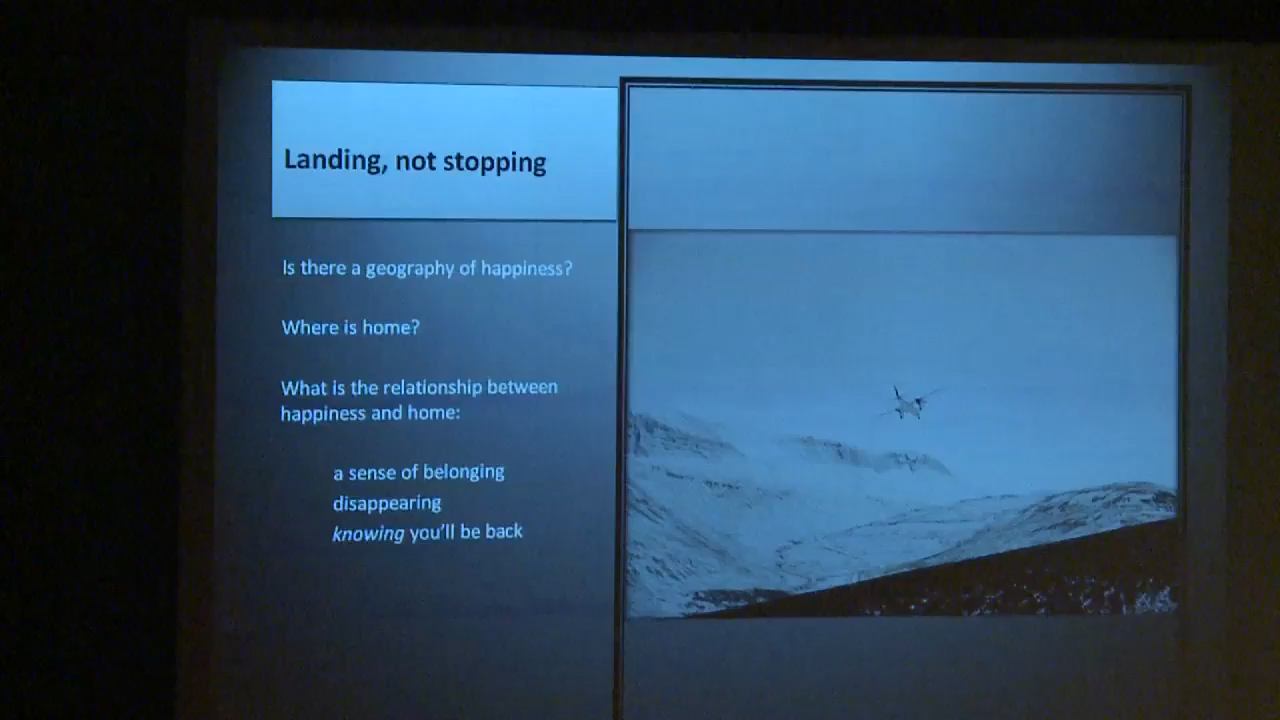 Landing, not stopping
Is there a geography of happiness?
Where is home?
What is the relationship between
happiness and home:
a sense of belonging
disappearing
knowing you'll be back